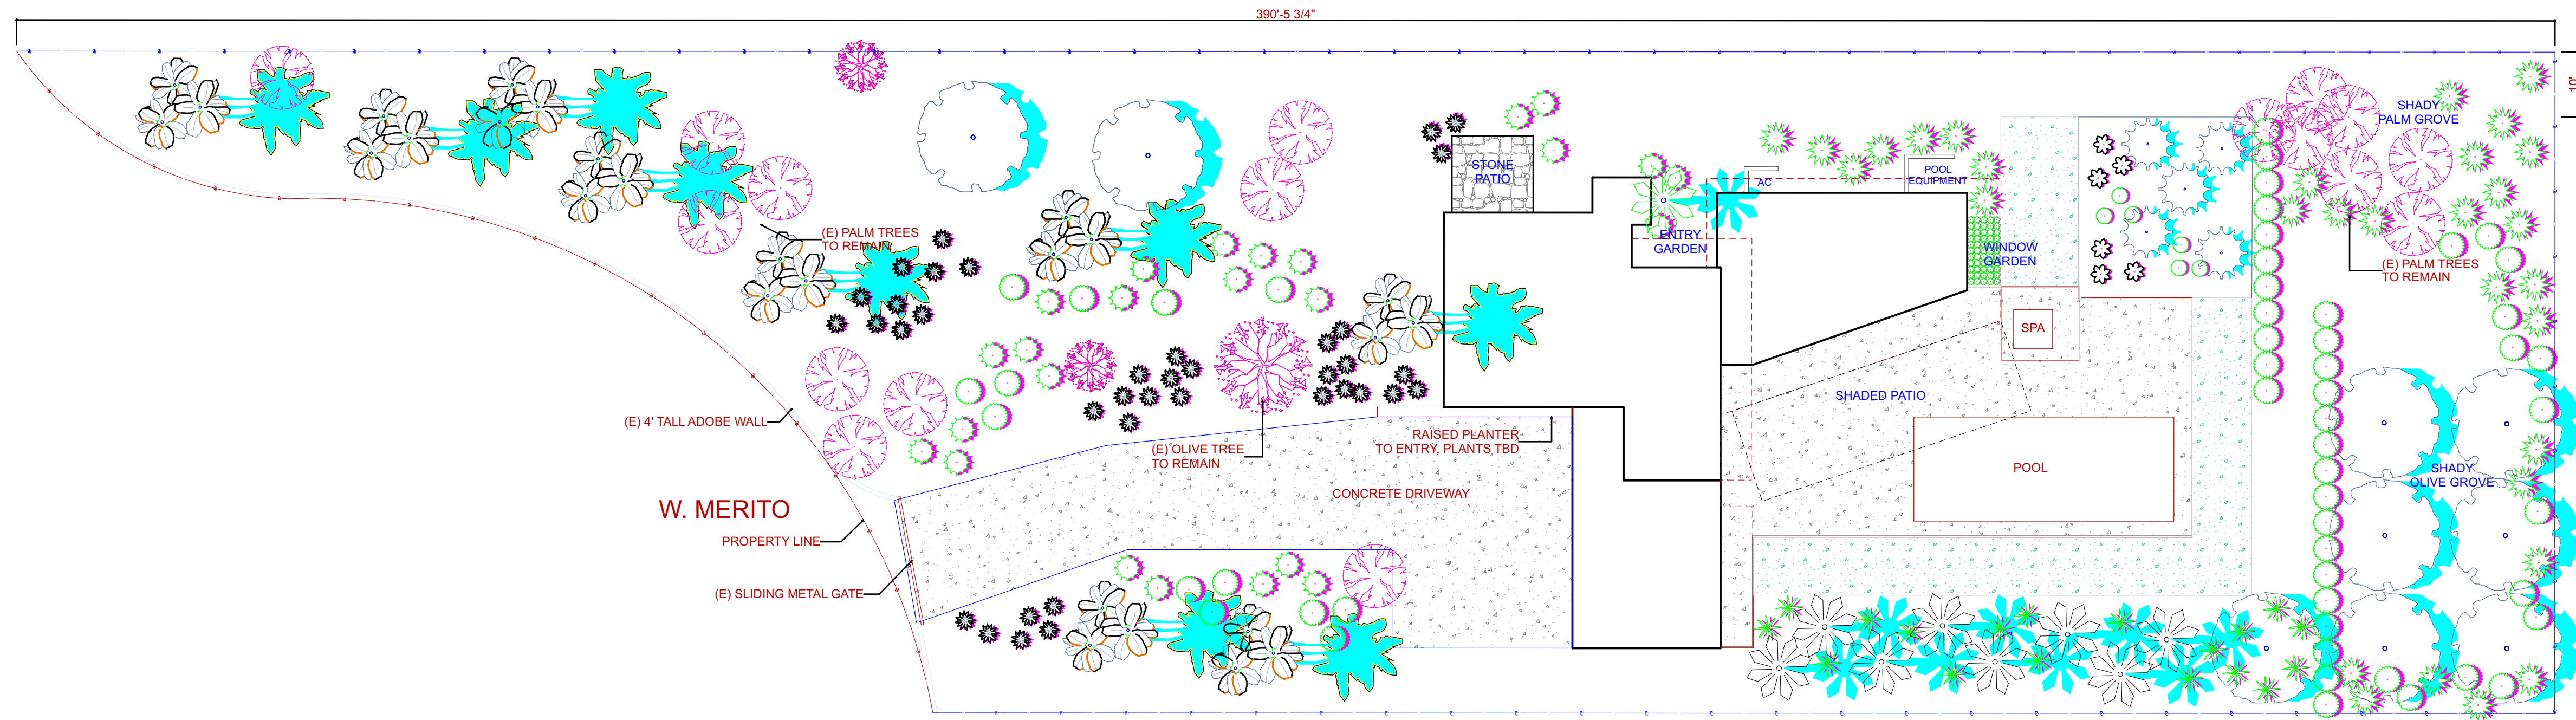 390'-5 3/4"
10'
SHADY
PALM GROVE
STONE
PATIO
POOL
EQUIPMENT
AC
(E) PALM TREES
TO REMAIN
ENTRY
GARDEN
WINDOW
GARDEN
(E) PALM TREES
TO REMAIN
SPA
SHADED PATIO
(E) 4' TALL ADOBE WALL
RAISED PLANTER
TO ENTRY, PLANTS TBD
(E) OLIVE TREE
TO REMAIN
POOL
SHADY
OLIVE GROVE
CONCRETE DRIVEWAY
W. MERITO
PROPERTY LINE
(E) SLIDING METAL GATE